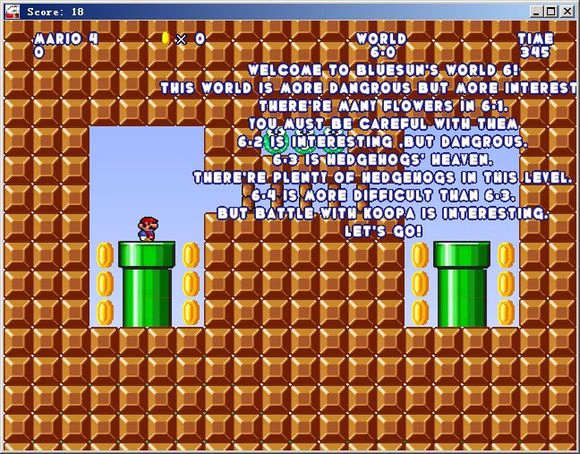 Score: 18
MARIO 4 × 0 WORLD TIME
0 6-0 345
WELCOME TO BLUESUN'S WORLD 6!
THIS WORLD IS MORE DANGROUS BUT MORE INTEREST
THERE'RE MANY FLOWERS IN 6-1.
YOU MUST BE CAREFUL WITH THEM
6-2 IS INTERESTING ,BUT DANGROUS.
6-3 IS HEDGEHOGS' HEAVEN.
THERE'RE PLENTY OF HEDGEHOGS IN THIS LEVEL.
6-4 IS MORE DIFFICULT THAN 6-3.
BUT BATTLE WITH KOOPA IS INTERESTING.
LET'S GO!